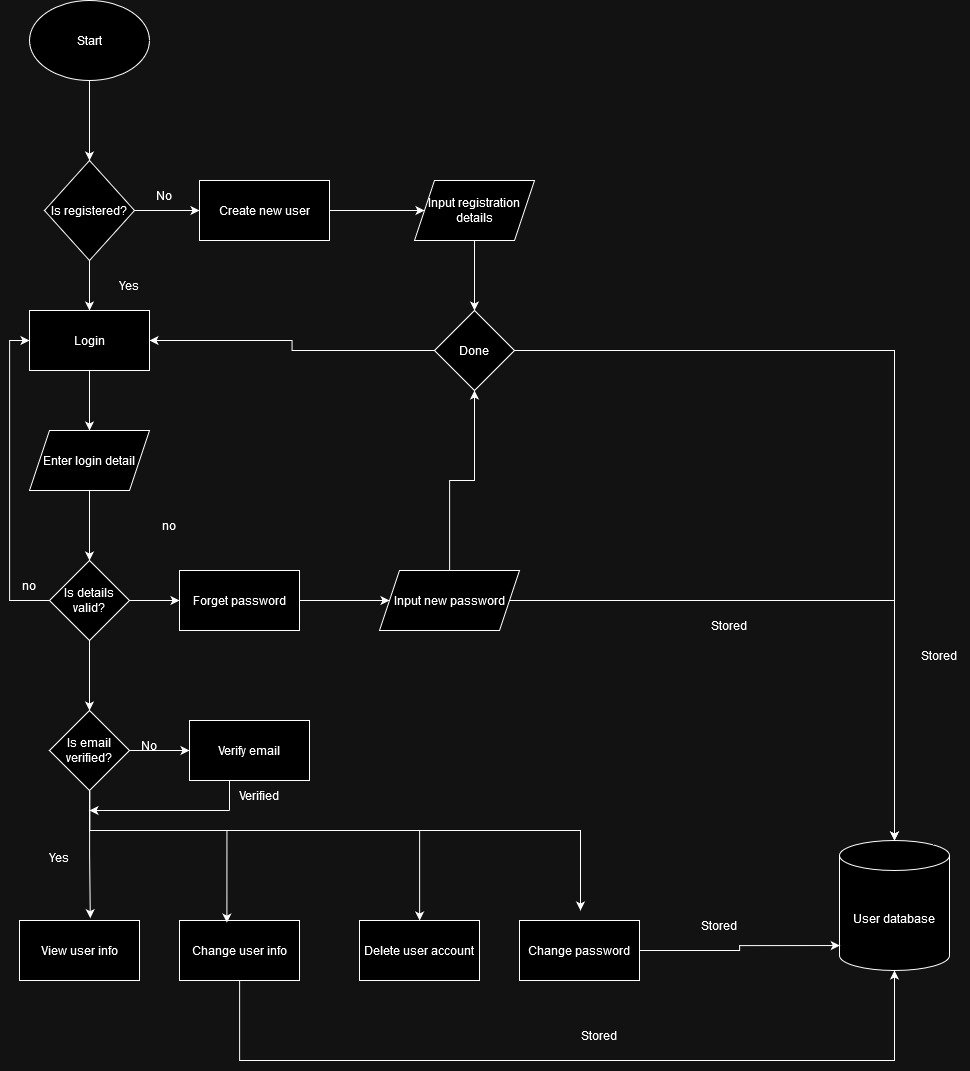 Start
Is registered?
No
Create new user
Input registration
details
Yes
Login
Done
Enter login detail
no
no
Is details
valid?
Forget password
Input new password
Stored
Stored
Is email
verified?
No
Verify email
Verified
Yes
View user info
Change user info
Delete user account
Change password
Stored
User database
Stored